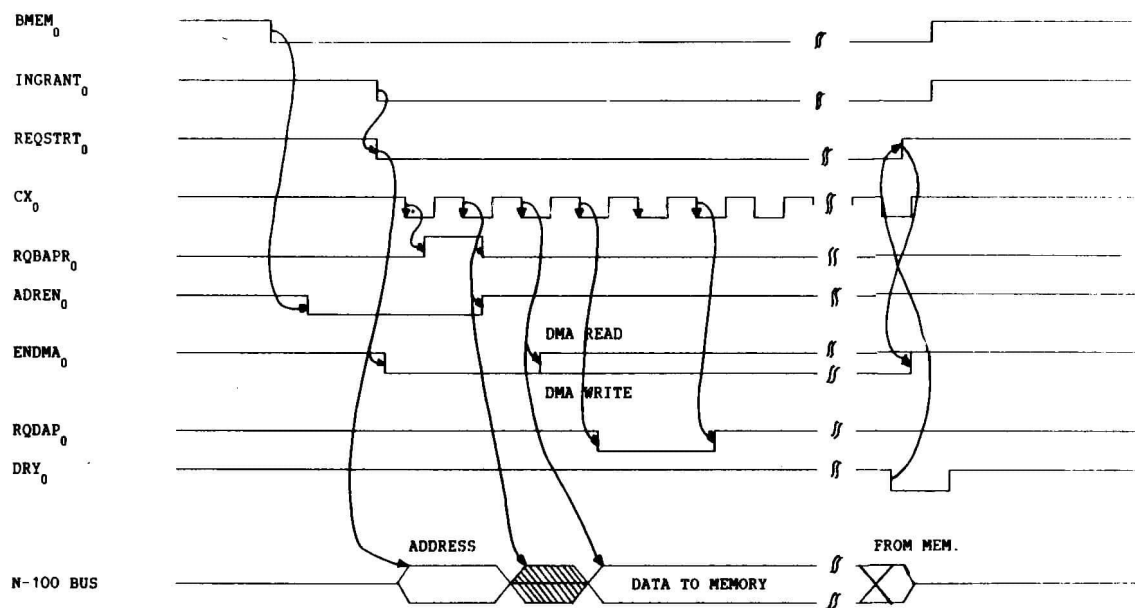 BMEM0
INGRANT0
REQSTRT0
CX0
RQBAPR0
ADREN0
DMA READ
ENDMA0
DMA WRITE
RQDAP0
DRY0
ADDRESS
FROM MEM.
N-100 BUS
DATA TO MEMORY